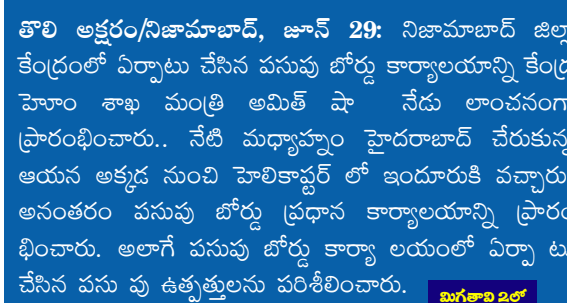 తొలి అక్షరం/నిజామాబాద్, జూన్ 29: నిజామాబాద్ జిల్లా
కేంద్రంలో ఏర్పాటు చేసిన పసుపు బోర్డు కార్యాలయాన్ని కేంద్ర
హెూం శాఖ మంత్రి అమిత్ షా నేడు లాంచనంగా
ప్రారంభించారు.. నేటి మధ్యాహ్నం హైదరాబాద్ చేరుకున్న
ఆయన అక్కడ నుంచి హెలికాప్టర్ లో ఇందూరుకి వచ్చారు
అనంతరం పసుపు బోర్డు ప్రధాన కార్యాలయాన్ని ప్రారం
భించారు. అలాగే పసుపు బోర్డు కార్యా లయంలో ఏర్పా టు
చేసిన పసు పు ఉత్పత్తులను పరిశీలించారు.
మిగతావి 2లో